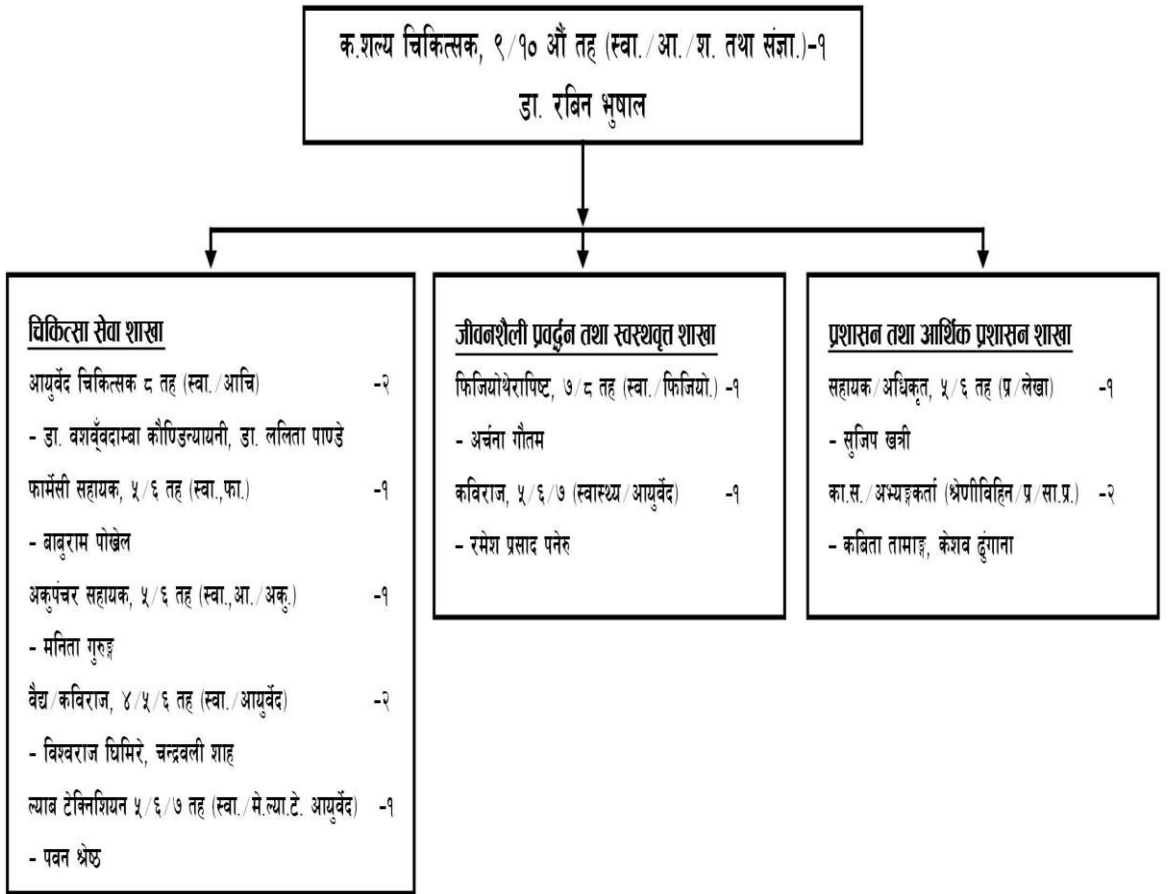 क.शल्य चिकित्सक, ९/१० औं तह (स्वा./आ./श. तथा संज्ञा.)-१
डा. रबिन भुषाल
चिकित्सा सेवा शाखा
आयुर्वेद चिकित्सक ८ तह (स्वा./आचि) -२
- डा. वशव्ँवदाम्बा कौण्डिन्यायनी, डा. ललिता पाण्डे
फार्मेसी सहायक, ५/६ तह (स्वा.,फा.) -१
- बाबुराम पोख्रेल
अकुपंचर सहायक, ५/६ तह (स्वा.,आ./अकु.) -१
- मनिता गुरुङ्ग
वैद्य/कविराज, ४/५/६ तह (स्वा./आयुर्वेद) -२
- विश्वराज घिमिरे, चन्द्रवली शाह
ल्याब टेक्निशियन ५/६/७ तह (स्वा./मे.ल्या.टे. आयुर्वेद) -१
- पवन श्रेष्ठ
जीवनशैली प्रवर्द्धन तथा स्वस्थवृत्त शाखा
फिजियोथेरापिष्ट, ७/८ तह (स्वा./फिजियो.) -१
- अर्चना गौतम
कविराज, ५/६/७ (स्वास्थ्य/आयुर्वेद) -१
- रमेश प्रसाद पनेरु
प्रशासन तथा आर्थिक प्रशासन शाखा
सहायक/अधिकृत, ५/६ तह (प्र/लेखा) -१
- सुजिप खत्री
का.स./अभ्यङ्गकर्ता (श्रेणीविहिन/प्र/सा.प्र.) -२
- कबिता तामाङ्ग, केशव ढुंगाना